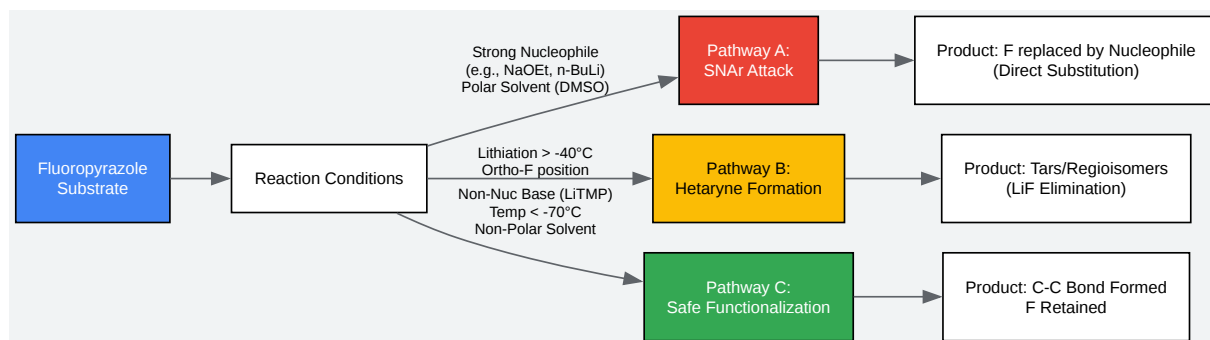 Fluoropyrazole
Substrate
Reaction Conditions
Strong Nucleophile
(e.g., NaOEt, n-BuLi)
Polar Solvent (DMSO)
Lithiation > -40°C
Ortho-F position
Non-Nuc Base (LiTMP)
Temp < -70°C
Non-Polar Solvent
Pathway A:
SNAr Attack
Product: F replaced by Nucleophile
(Direct Substitution)
Pathway B:
Hetaryne Formation
Product: Tars/Regioisomers
(LiF Elimination)
Pathway C:
Safe Functionalization
Product: C-C Bond Formed
F Retained